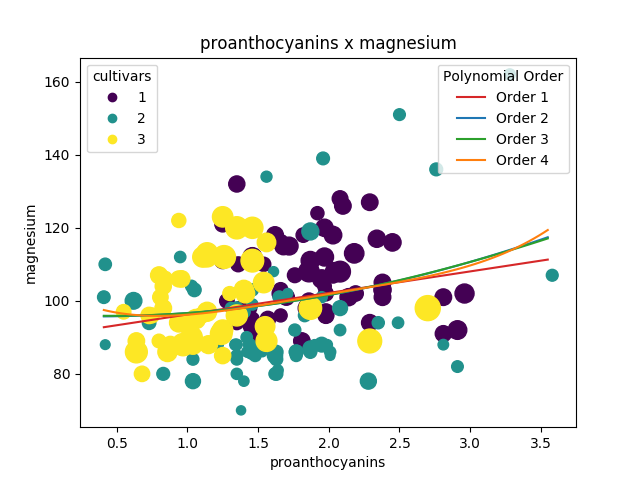 proanthocyanins x magnesium
cultivars
1
2
3
Polynomial Order
Order 1
Order 2
Order 3
Order 4
160
140
120
100
80
magnesium
0.5 1.0 1.5 2.0 2.5 3.0 3.5
proanthocyanins